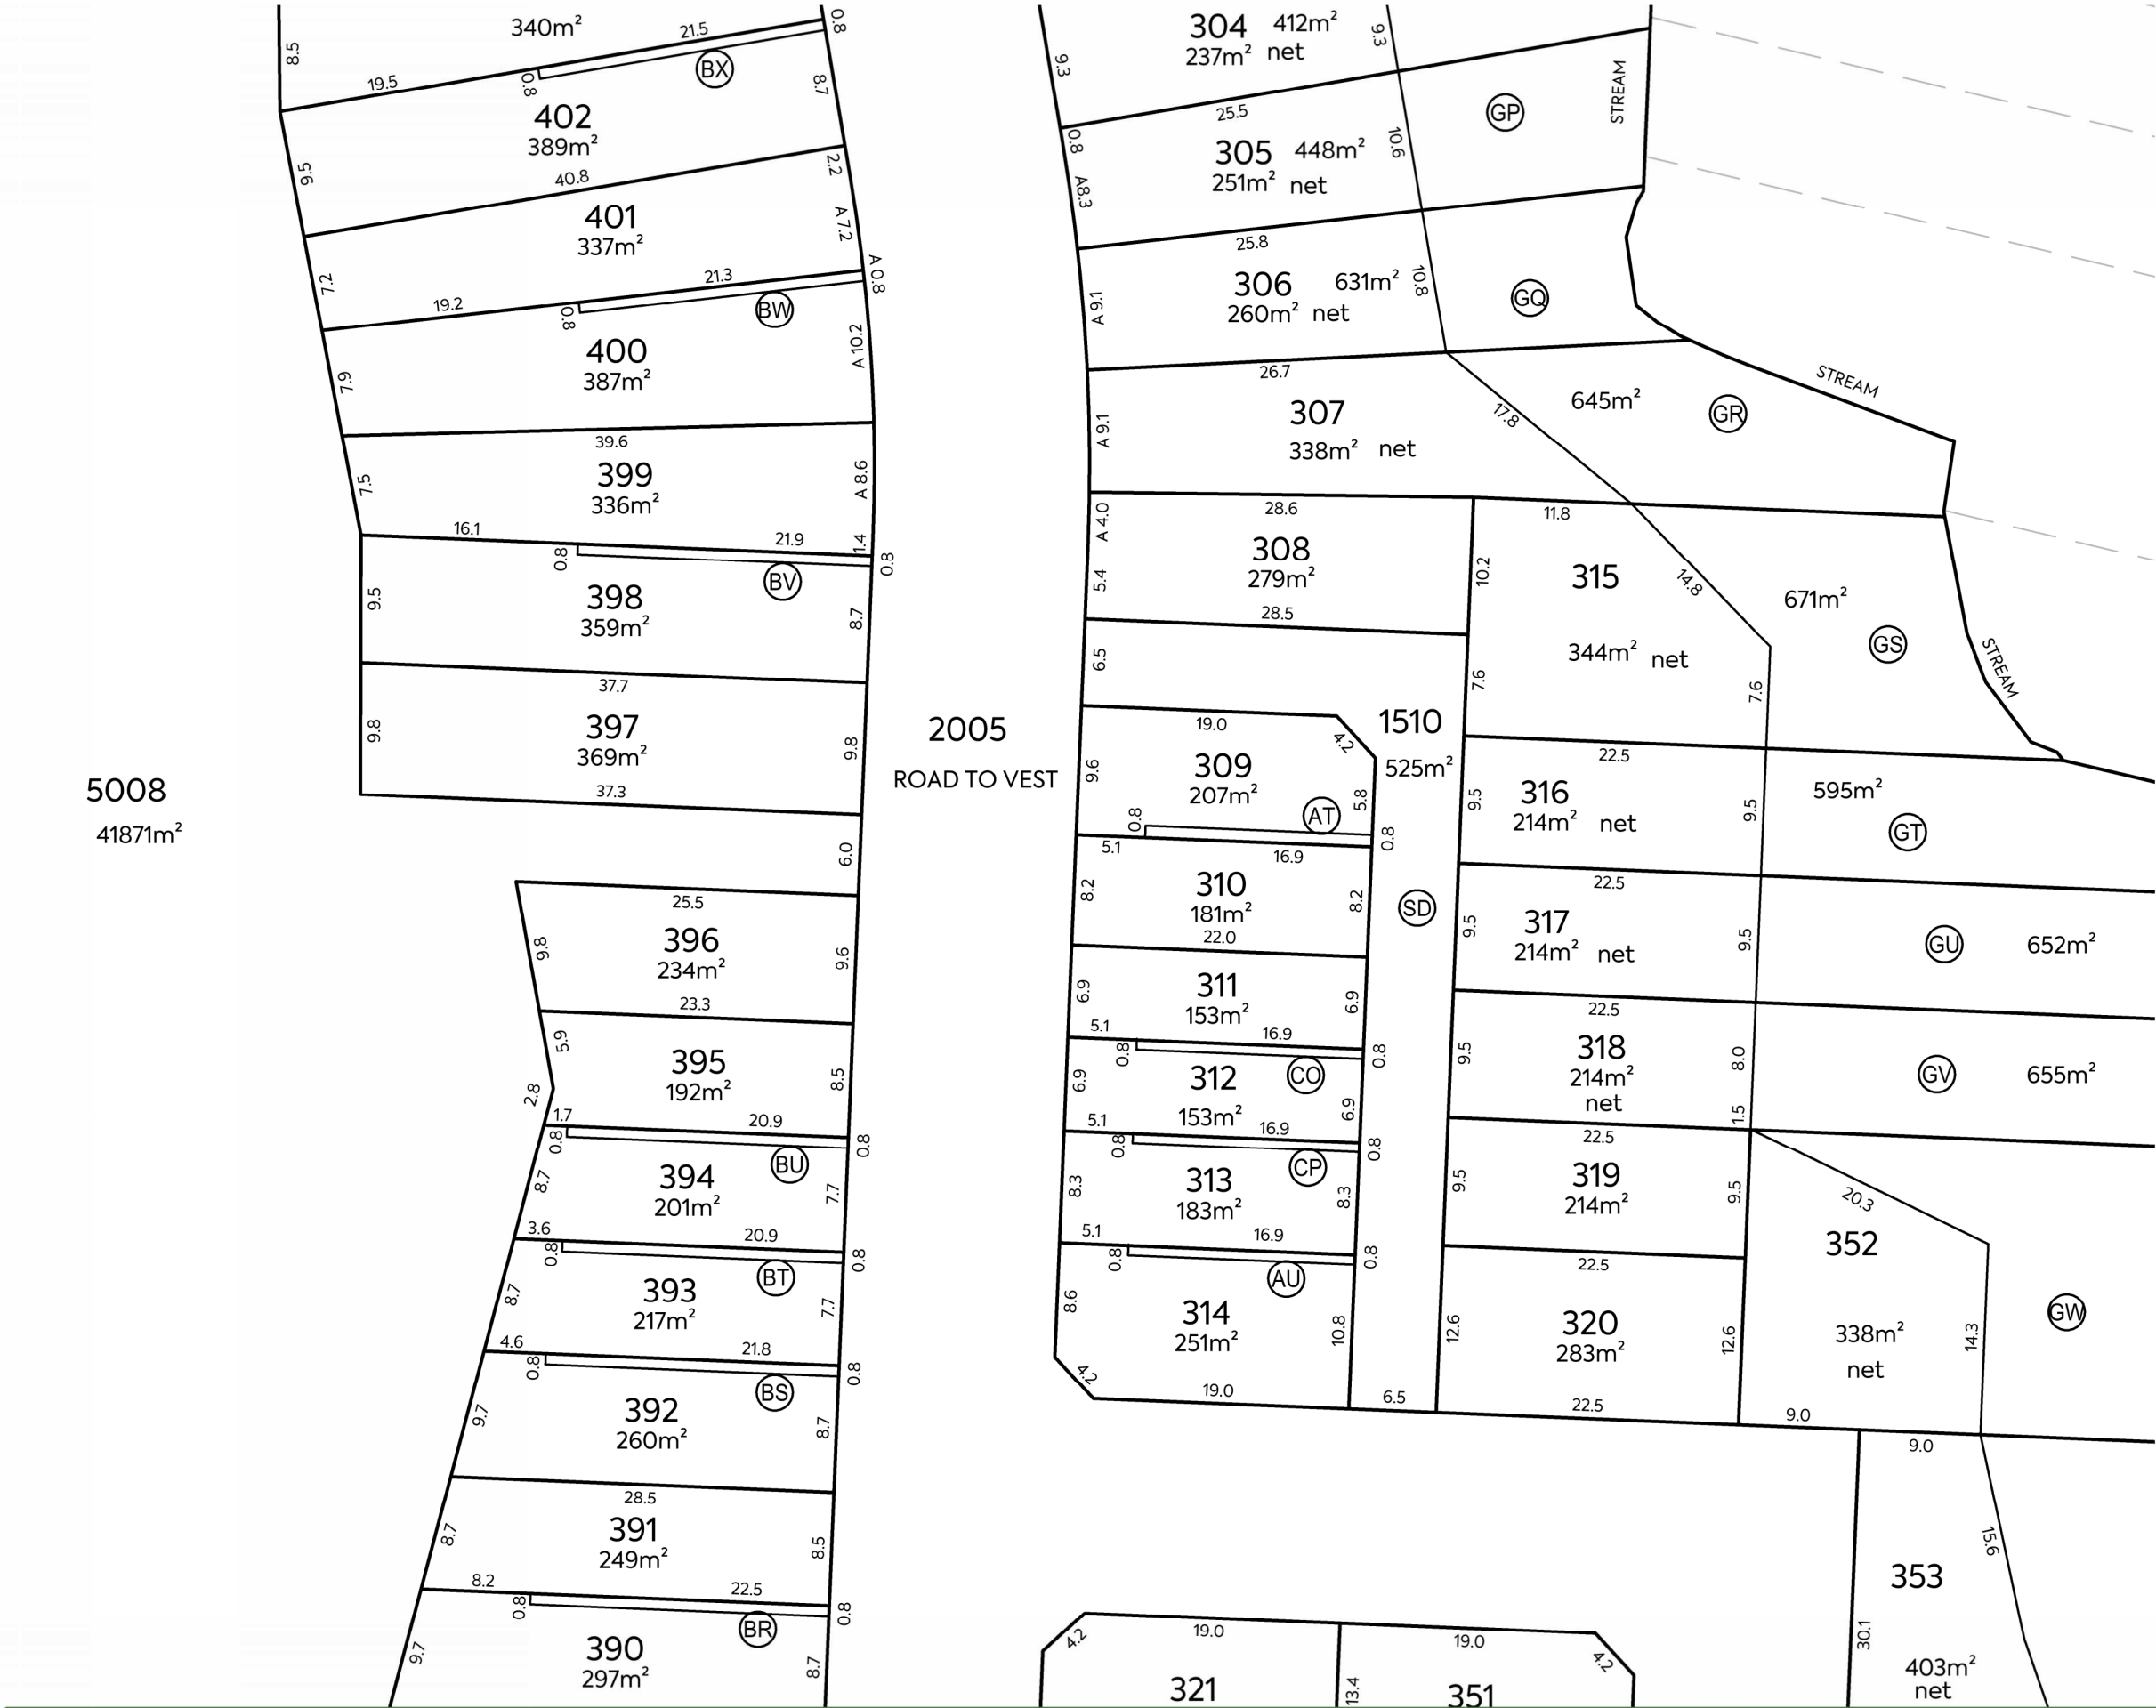 340m²
21.5
0.8
8.5
BX
19.5
0.8
8.7
402
389m²
9.5
40.8
2.2
401
337m²
A 7.2
7.2
21.3
A 0.8
19.2
0.8
BW
400
387m²
A 10.2
7.9
39.6
399
336m²
7.5
A 8.6
16.1
21.9
1.4
0.8
0.8
BV
398
359m²
9.5
8.7
37.7
397
369m²
9.8
9.8
37.3
5008
41871m²
6.0
25.5
396
234m²
9.8
9.6
23.3
395
192m²
5.9
8.5
2.8
1.7
20.9
0.8
0.8
BU
394
201m²
8.7
7.7
3.6
20.9
0.8
0.8
BT
393
217m²
8.7
7.7
4.6
21.8
0.8
0.8
BS
392
260m²
9.7
8.7
28.5
391
249m²
8.7
8.5
8.2
22.5
0.8
0.8
BR
390
297m²
9.7
8.7
2005
ROAD TO VEST
304 412m²
237m² net
9.3
9.3
STREAM
GP
25.5
0.8
305 448m²
251m² net
10.6
A8.3
25.8
306 631m²
260m² net
10.8
A 9.1
GQ
26.7
307
338m² net
A 9.1
17.8
645m²
GR
STREAM
28.6
11.8
A 4.0
308
279m²
5.4
10.2
28.5
315
344m² net
14.8
671m²
GS
STREAM
6.5
7.6
7.6
19.0
4.2
1510
525m²
309
207m²
9.6
5.8
AT
0.8
0.8
5.1
16.9
22.5
316
214m² net
9.5
9.5
595m²
GT
310
181m²
8.2
8.2
22.0
SD
22.5
317
214m² net
9.5
9.5
GU
652m²
311
153m²
6.9
6.9
5.1
16.9
0.8
0.8
CO
22.5
318
214m²
net
9.5
8.0
1.5
GV
655m²
312
153m²
6.9
6.9
5.1
16.9
0.8
0.8
CP
22.5
319
214m²
9.5
9.5
20.3
313
183m²
8.3
8.3
5.1
16.9
0.8
0.8
AU
22.5
352
338m²
net
14.3
GW
314
251m²
8.6
10.8
4.2
19.0
6.5
320
283m²
12.6
12.6
22.5
9.0
9.0
353
15.6
30.1
403m²
net
4.2
19.0
19.0
4.2
321
13.4
351